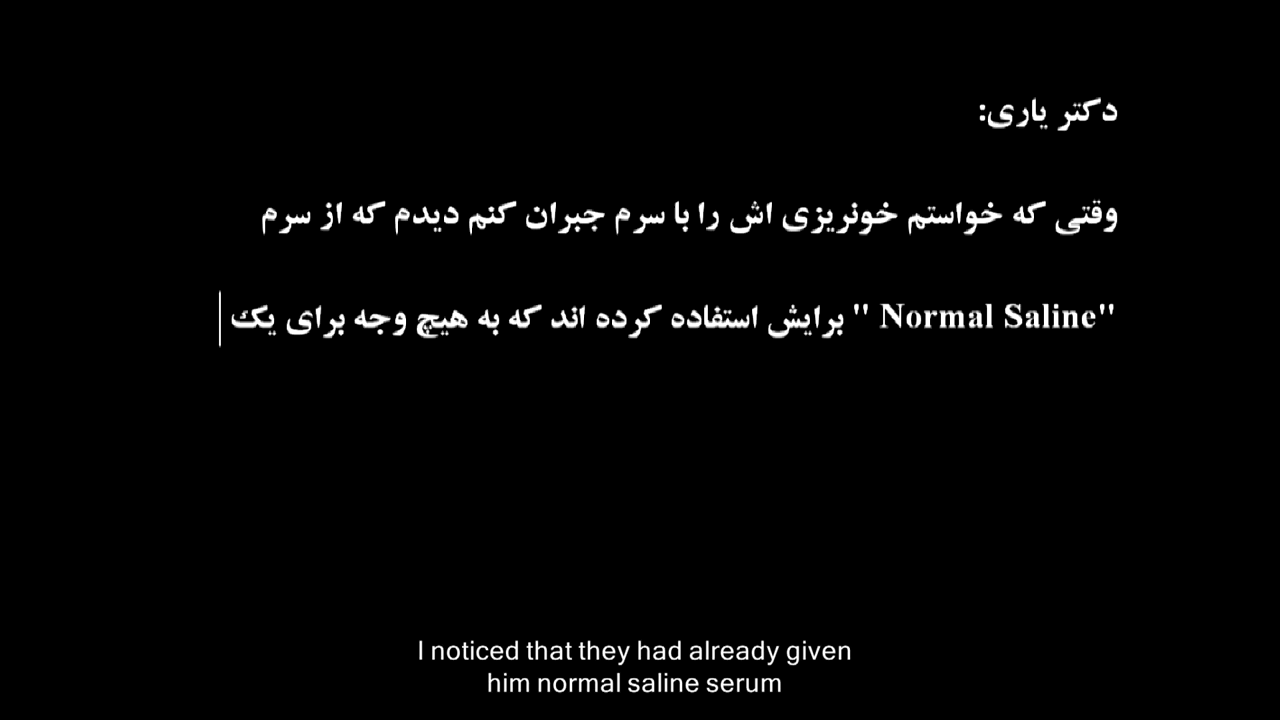 دکتر یاری:
وقتی که خواستم خونریزی اش را با سرم جبران کنم دیدم که از سرم
"Normal Saline " برایش استفاده کرده اند که به هیچ وجه برای یک
I noticed that they had already given
him normal saline serum